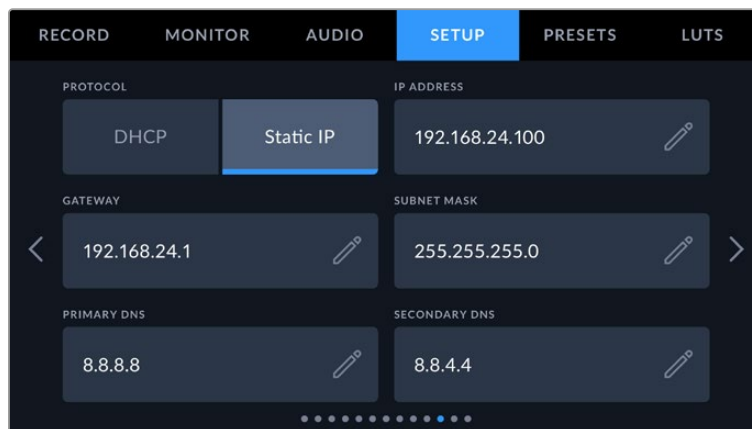 RECORD MONITOR AUDIO SETUP PRESETS LUTS
PROTOCOL IP ADDRESS
DHCP Static IP 192.168.24.100
GATEWAY SUBNET MASK
192.168.24.1 255.255.255.0
PRIMARY DNS SECONDARY DNS
8.8.8.8 8.8.4.4